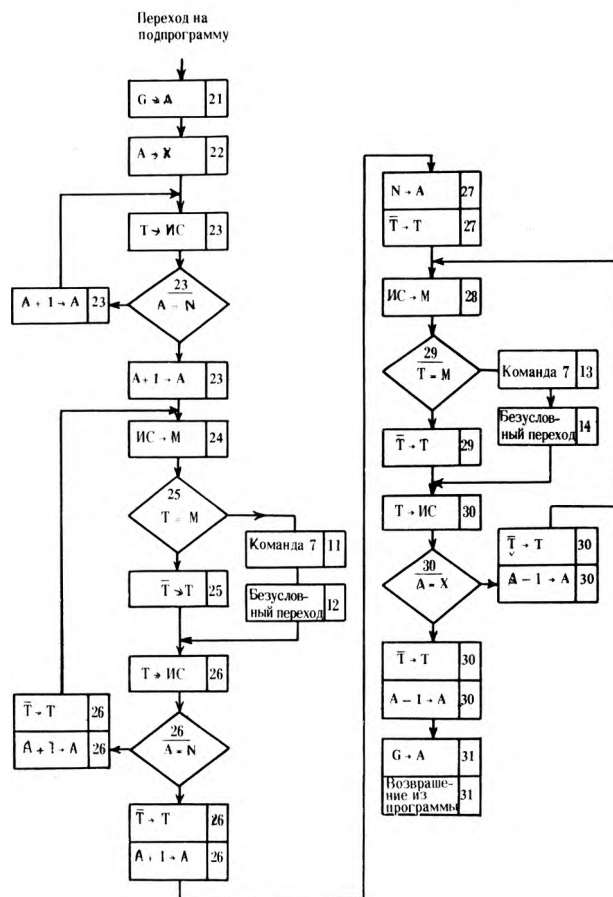 Переход на
подпрограмму
G → A 21
A → X 22
T → ИС 23
23
A = N
A + 1 → A 23
A + 1 → A 23
ИС → M 24
25
T = M
Команда 7 11
Безуслов-
ный переход 12
T̅ → T 25
T → ИС 26
26
A = N
T̅ → T 26
A + 1 → A 26
T̅ → T 26
A + 1 → A 26
N → A 27
T̅ → T 27
ИС → M 28
29
T = M
Команда 7 13
Безуслов-
ный переход 14
T̅ → T 29
T → ИС 30
30
A = X
T̅ → T 30
A − 1 → A 30
T̅ → T 30
A − 1 → A 30
G → A 31
Возвраше-
ние из
программы 31